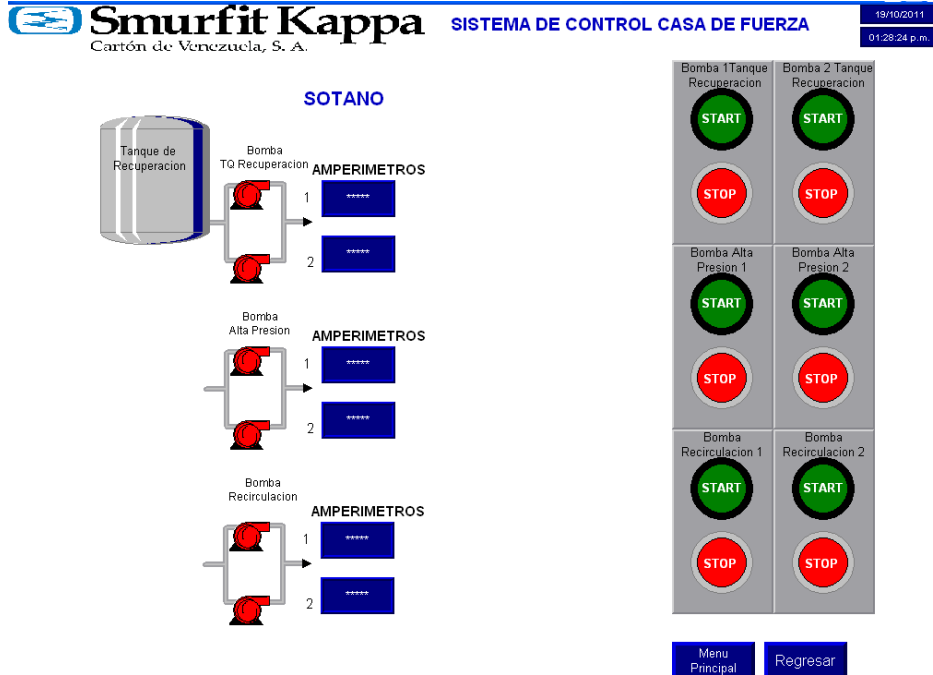 Smurfit Kappa
Cartón de Venezuela, S. A.
SISTEMA DE CONTROL CASA DE FUERZA
19/10/2011
01:28:24 p.m.
SOTANO
Tanque de
Recuperacion
Bomba
TQ Recuperacion
AMPERIMETROS
1
*****
2
*****
Bomba
Alta Presion
AMPERIMETROS
1
*****
2
*****
Bomba
Recirculacion
AMPERIMETROS
1
*****
2
*****
Bomba 1Tanque
Recuperacion
START
STOP
Bomba 2 Tanque
Recuperacion
START
STOP
Bomba Alta
Presion 1
START
STOP
Bomba Alta
Presion 2
START
STOP
Bomba
Recirculacion 1
START
STOP
Bomba
Recirculacion 2
START
STOP
Menu
Principal
Regresar